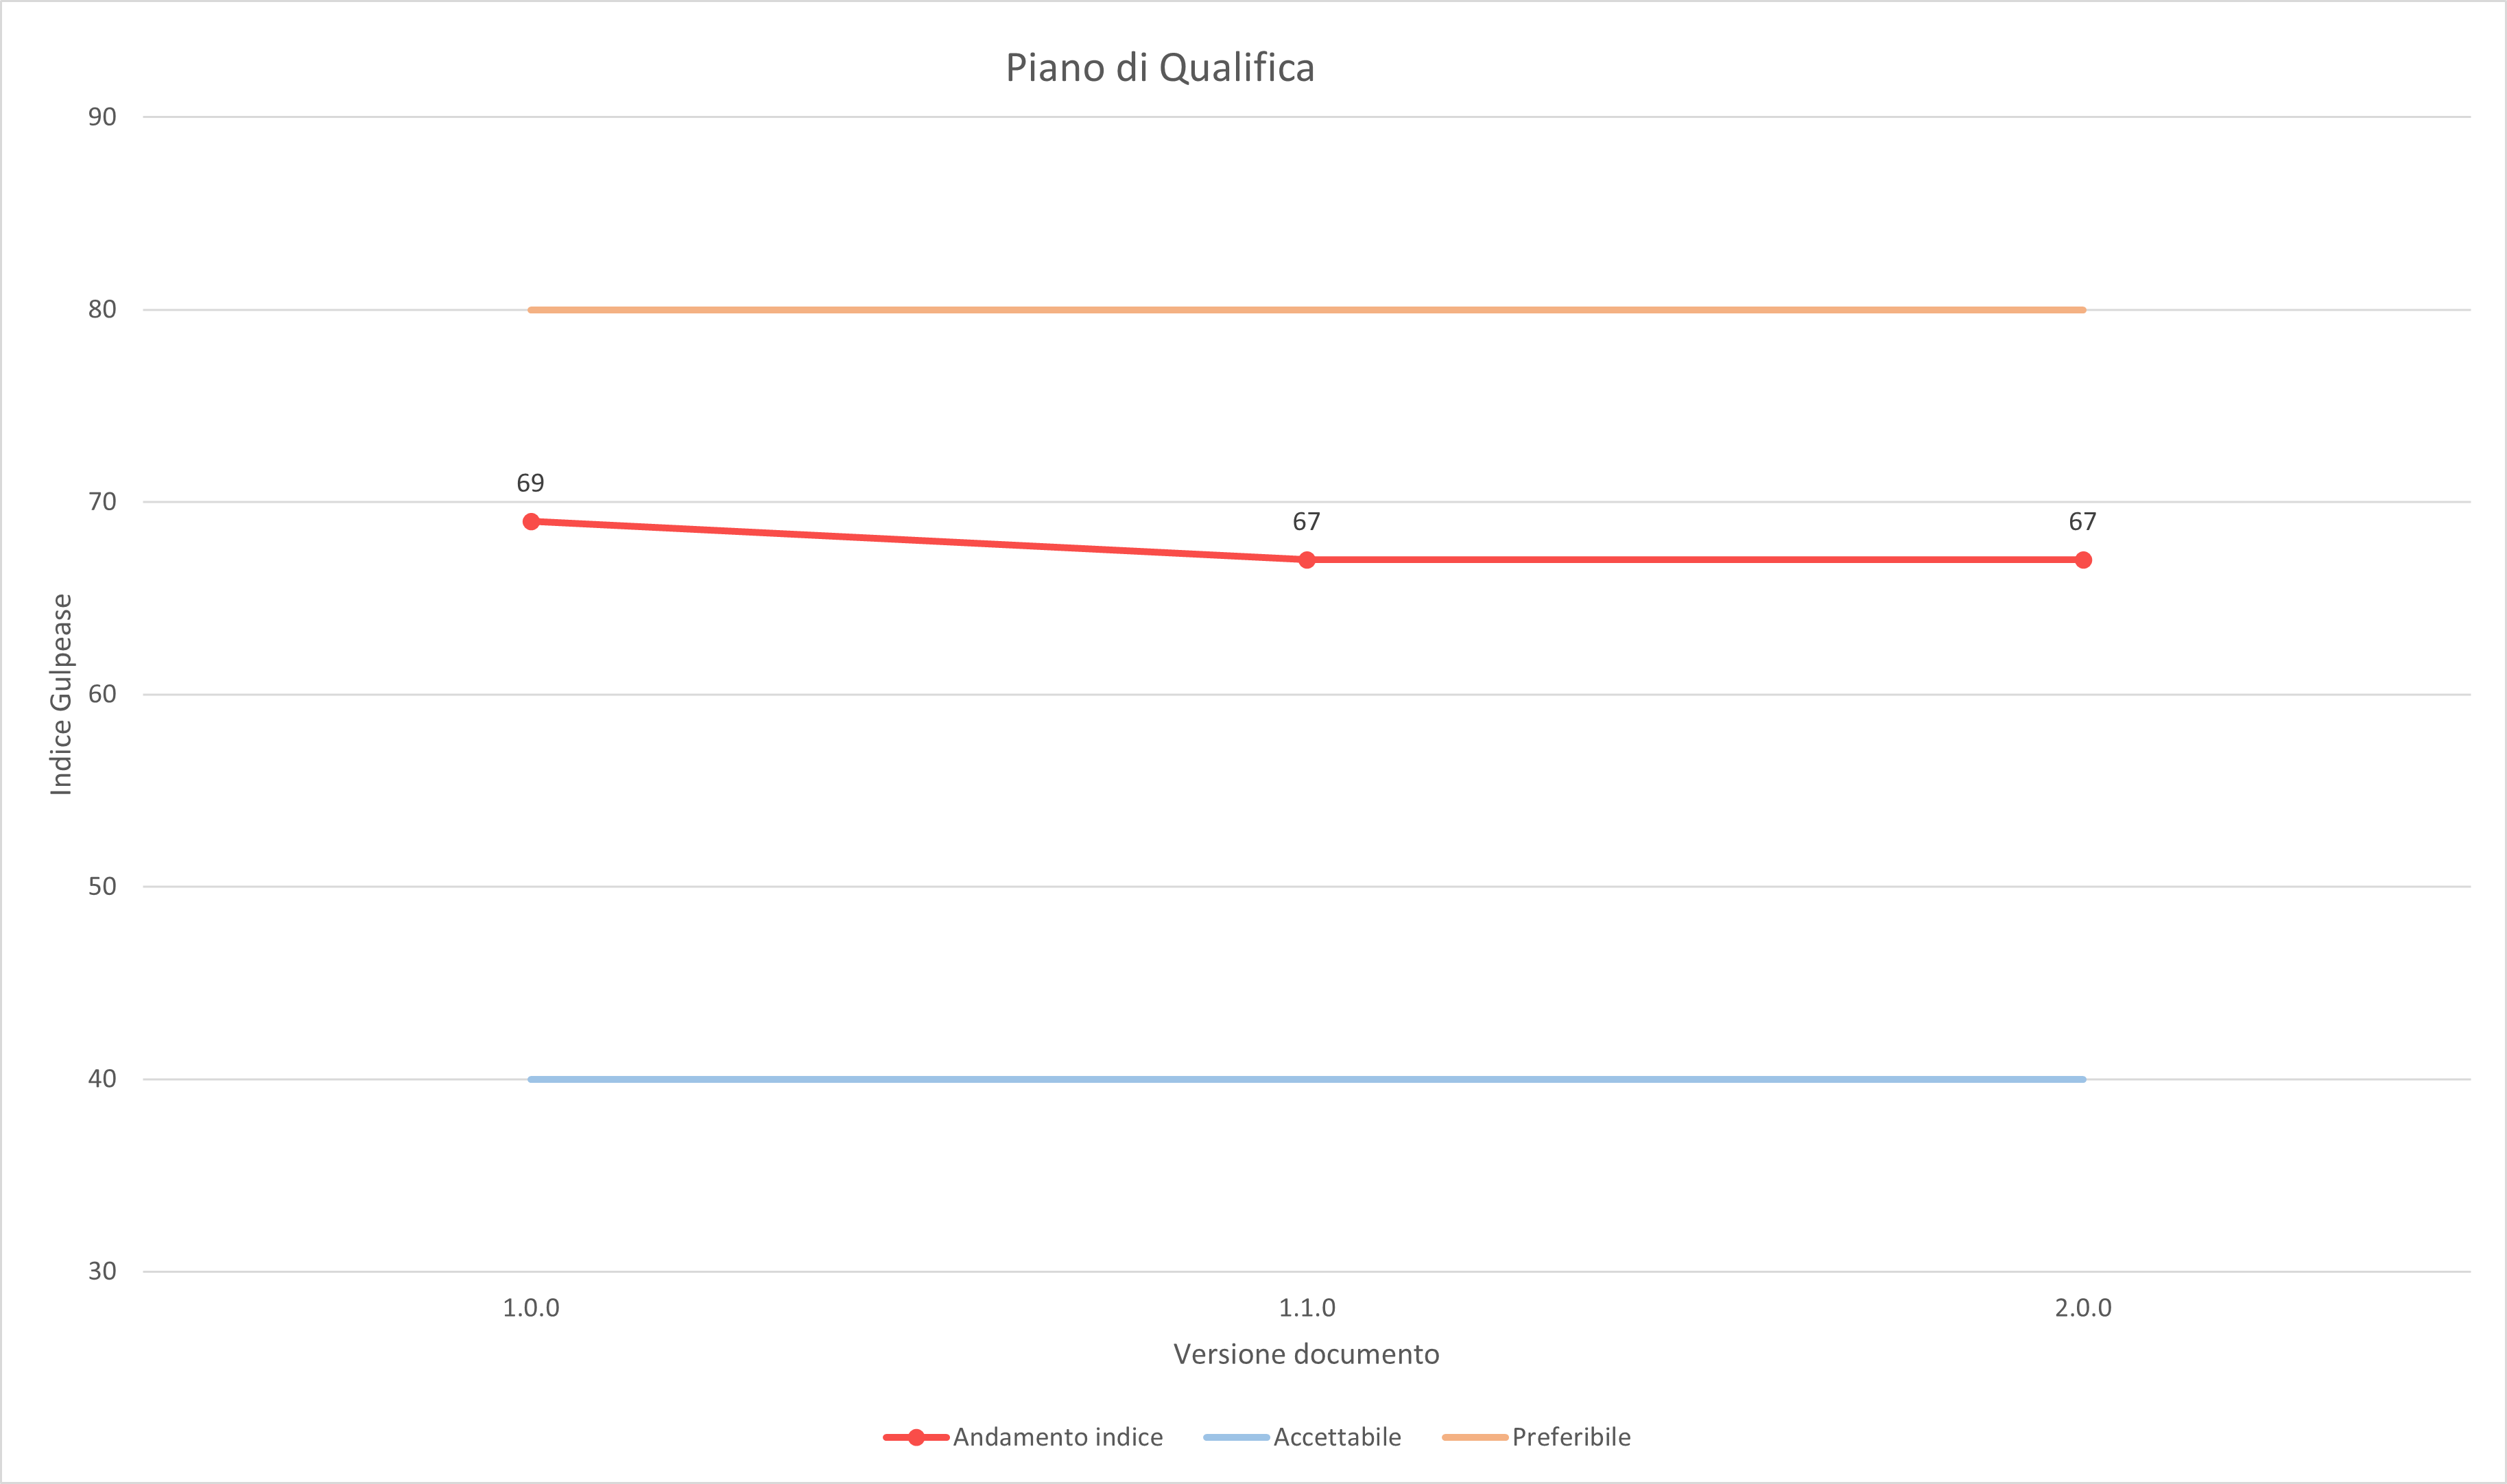 Piano di Qualifica
90
80
70
60
50
40
30
Indice Gulpease
69
67
67
1.0.0
1.1.0
2.0.0
Versione documento
Andamento indice
Accettabile
Preferibile